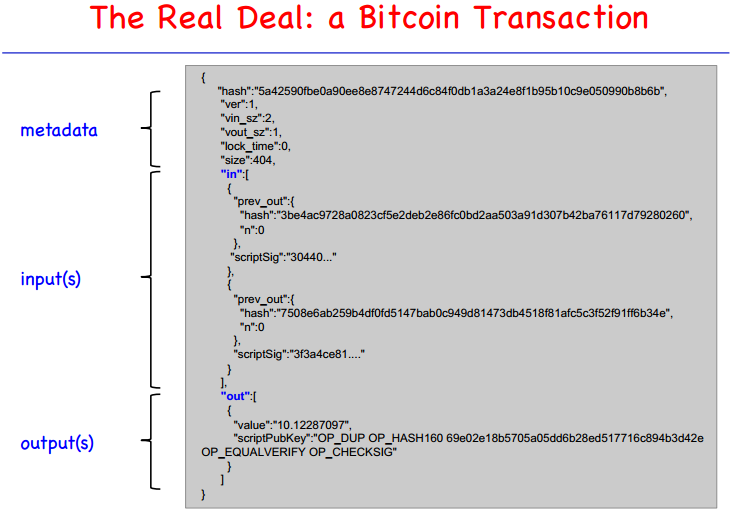 The Real Deal: a Bitcoin Transaction
metadata
input(s)
output(s)
{
"hash":"5a42590fbe0a90ee8e8747244d6c84f0db1a3a24e8f1b95b10c9e050990b8b6b",
"ver":1,
"vin_sz":2,
"vout_sz":1,
"lock_time":0,
"size":404,
"in":[
{
"prev_out":{
"hash":"3be4ac9728a0823cf5e2deb2e86fc0bd2aa503a91d307b42ba76117d79280260",
"n":0
},
"scriptSig":"30440..."
},
{
"prev_out":{
"hash":"7508e6ab259b4df0fd5147bab0c949d81473db4518f81afc5c3f52f91ff6b34e",
"n":0
},
"scriptSig":"3f3a4ce81...."
}
],
"out":[
{
"value":"10.12287097",
"scriptPubKey":"OP_DUP OP_HASH160 69e02e18b5705a05dd6b28ed517716c894b3d42e
OP_EQUALVERIFY OP_CHECKSIG"
}
]
}